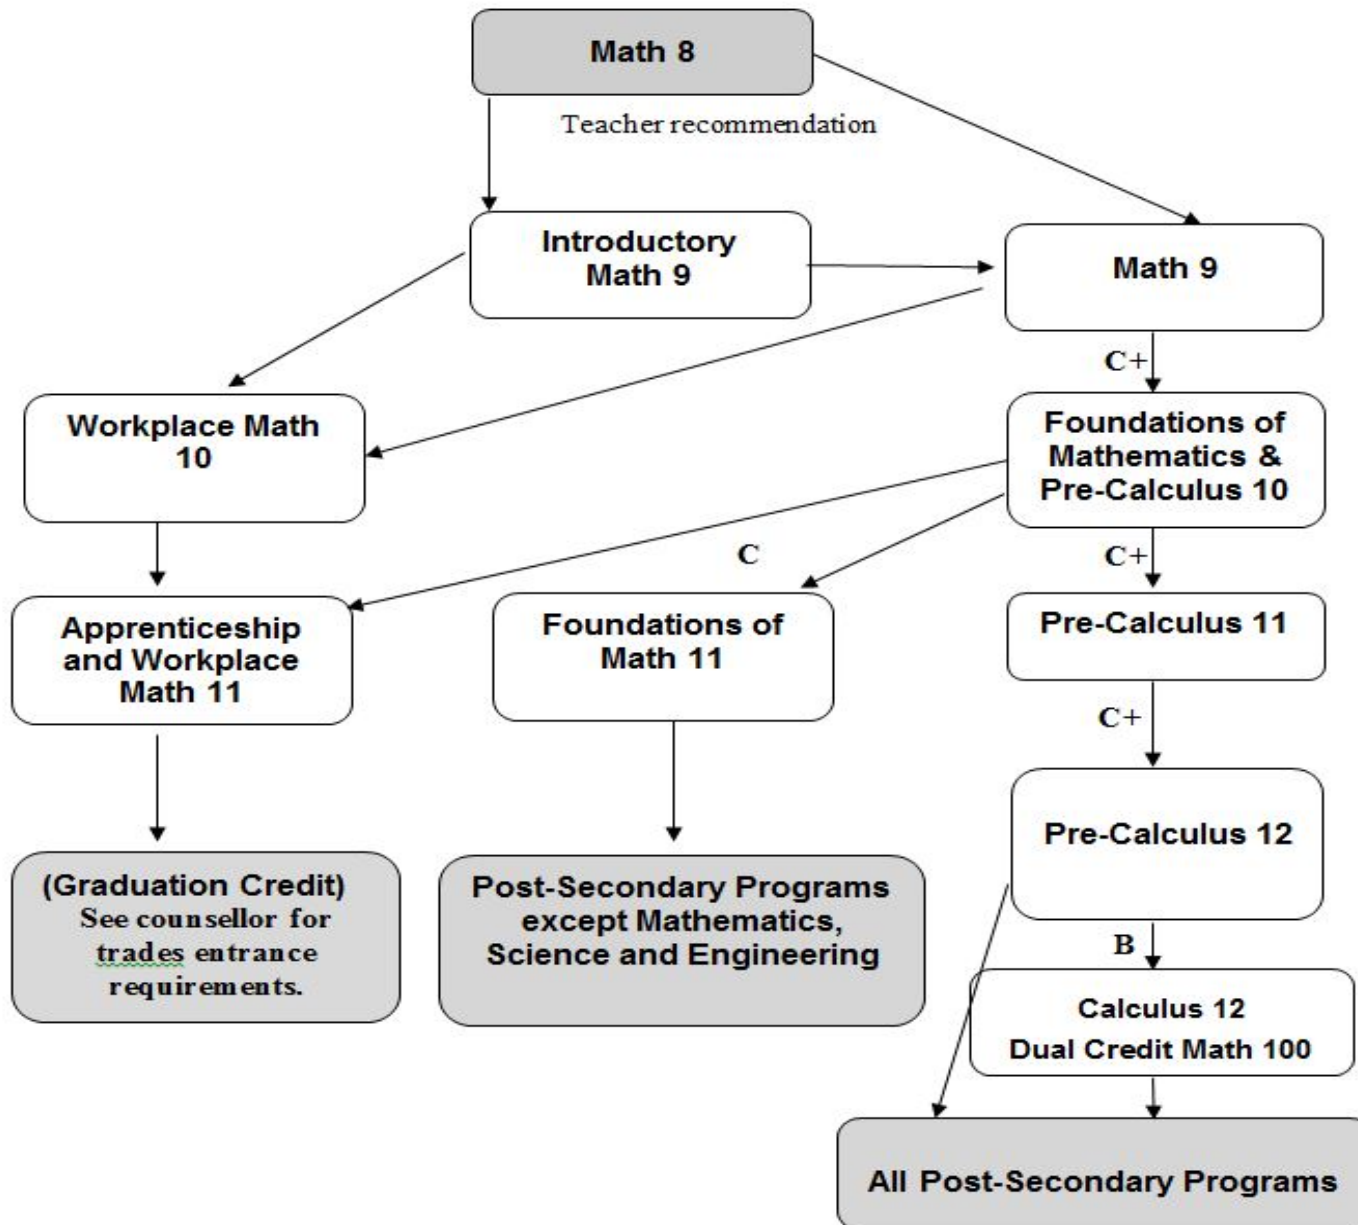 Math 8
Teacher recommendation
Introductory
Math 9
Math 9
C+
Workplace Math
10
Foundations of
Mathematics &
Pre-Calculus 10
C
C+
Apprenticeship
and Workplace
Math 11
Foundations of
Math 11
Pre-Calculus 11
C+
Pre-Calculus 12
(Graduation Credit)
See counsellor for
trades entrance
requirements.
Post-Secondary Programs
except Mathematics,
Science and Engineering
B
Calculus 12
Dual Credit Math 100
All Post-Secondary Programs